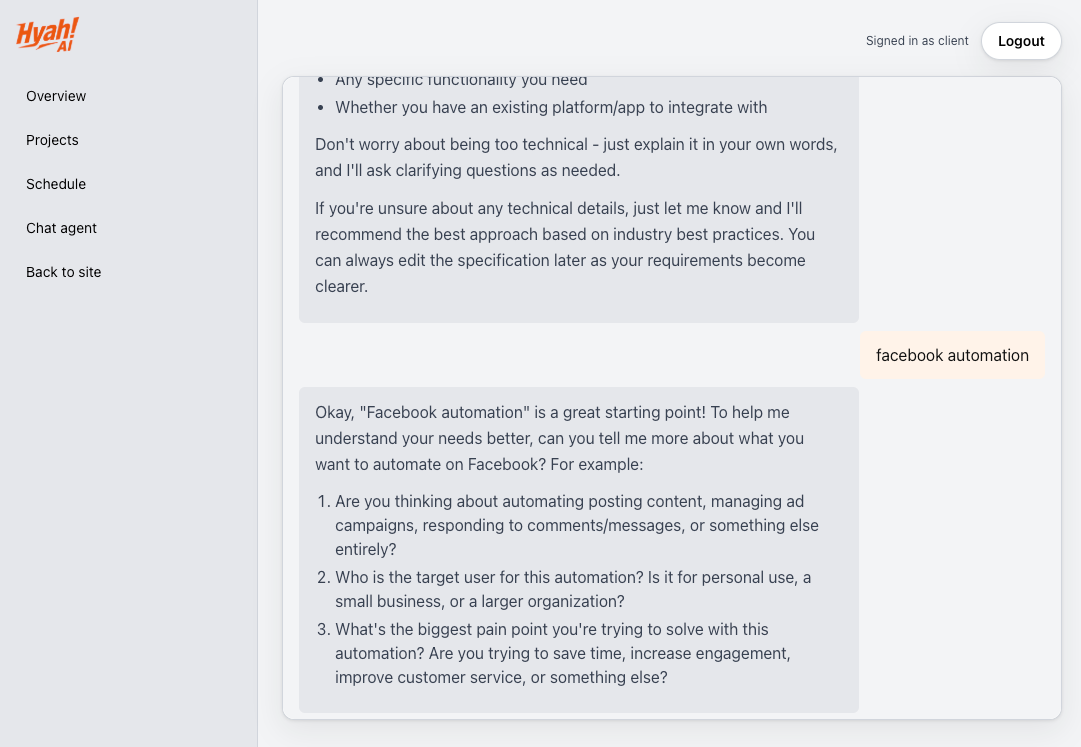 Hyah!
AI
Signed in as client
Logout
Overview
Projects
Schedule
Chat agent
Back to site
• Any specific functionality you need
• Whether you have an existing platform/app to integrate with
Don't worry about being too technical - just explain it in your own words,
and I'll ask clarifying questions as needed.
If you're unsure about any technical details, just let me know and I'll
recommend the best approach based on industry best practices. You
can always edit the specification later as your requirements become
clearer.
facebook automation
Okay, "Facebook automation" is a great starting point! To help me
understand your needs better, can you tell me more about what you
want to automate on Facebook? For example:
1. Are you thinking about automating posting content, managing ad
campaigns, responding to comments/messages, or something else
entirely?
2. Who is the target user for this automation? Is it for personal use, a
small business, or a larger organization?
3. What's the biggest pain point you're trying to solve with this
automation? Are you trying to save time, increase engagement,
improve customer service, or something else?